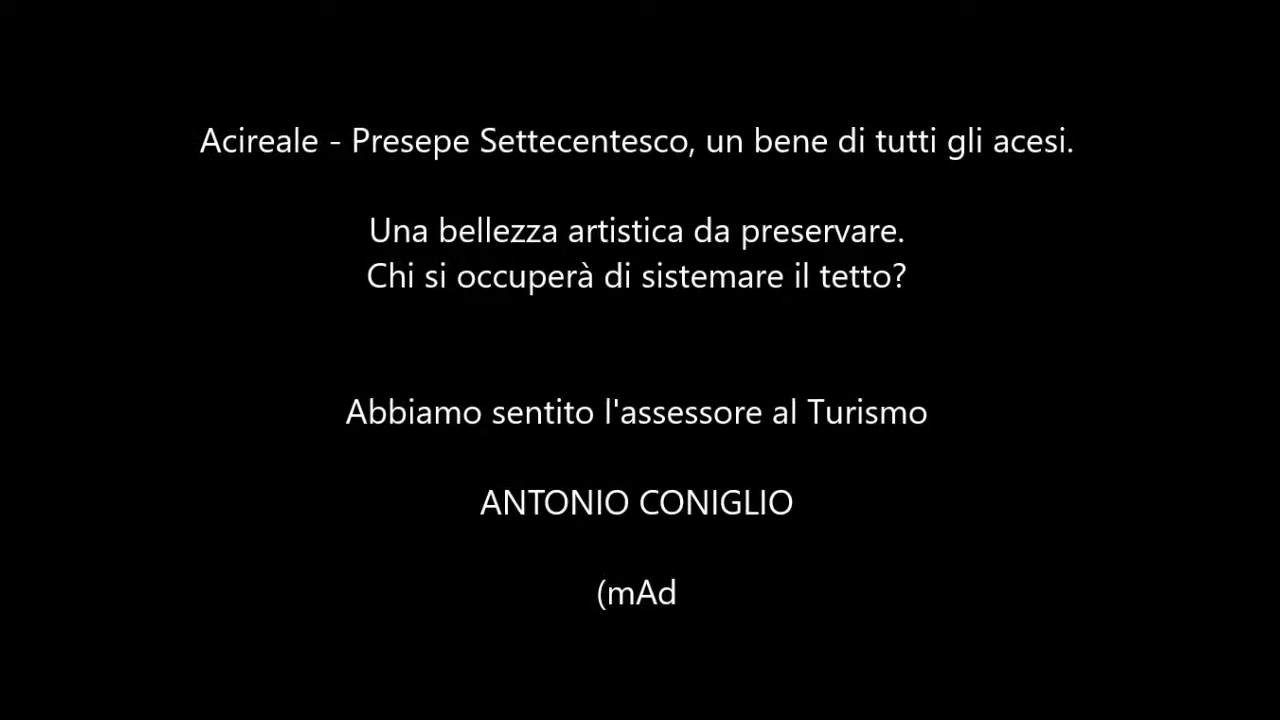 Acireale - Presepe Settecentesco, un bene di tutti gli acesi.
Una bellezza artistica da preservare.
Chi si occuperà di sistemare il tetto?
Abbiamo sentito l'assessore al Turismo
ANTONIO CONIGLIO
(mAd